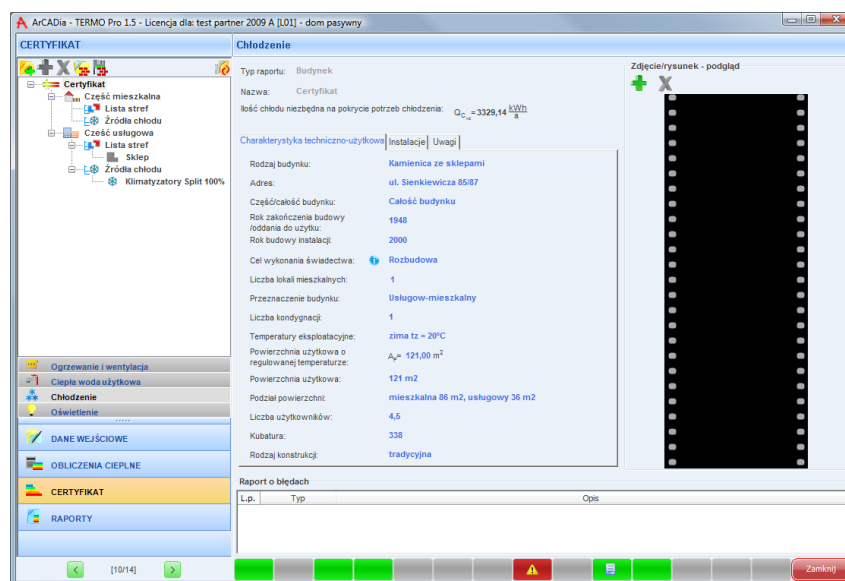 ArCADia - TERMO Pro 1.5 - Licencja dla: test partner 2009 A [L01] - dom pasywny
CERTYFIKAT
Certyfikat
Część mieszkalna
Lista stref
Źródła chłodu
Cześć usługowa
Lista stref
Sklep
Źródła chłodu
Klimatyzatory Split 100%
Ogrzewanie i wentylacja
Ciepła woda użytkowa
Chłodzenie
Oświetlenie
DANE WEJŚCIOWE
OBLICZENIA CIEPLNE
CERTYFIKAT
RAPORTY
[10/14]
Chłodzenie
Typ raportu: Budynek
Nazwa: Certyfikat
Ilość chłodu niezbędna na pokrycie potrzeb chłodzenia: =3329,14 kWh/a
Charakterystyka techniczno-użytkowa Instalacje Uwagi
Rodzaj budynku: Kamienica ze sklepami
Adres: ul. Sienkiewicza 85/87
Część/całość budynku: Całość budynku
Rok zakończenia budowy
/oddania do użytku: 1948
Rok budowy instalacji: 2000
Cel wykonania świadectwa: Rozbudowa
Liczba lokali mieszkalnych: 1
Przeznaczenie budynku: Usługow-mieszkalny
Liczba kondygnacji: 1
Temperatury eksploatacyjne: zima tz = 20ºC
Powierzchnia użytkowa o
regulowanej temperaturze: = 121,00 m²
Powierzchnia użytkowa: 121 m2
Podział powierzchni: mieszkalna 86 m2, usługowy 36 m2
Liczba użytkowników: 4,5
Kubatura: 338
Rodzaj konstrukcji: tradycyjna
Zdjęcie/rysunek - podgląd
Raport o błędach
L.p. Typ Opis
Zamknij